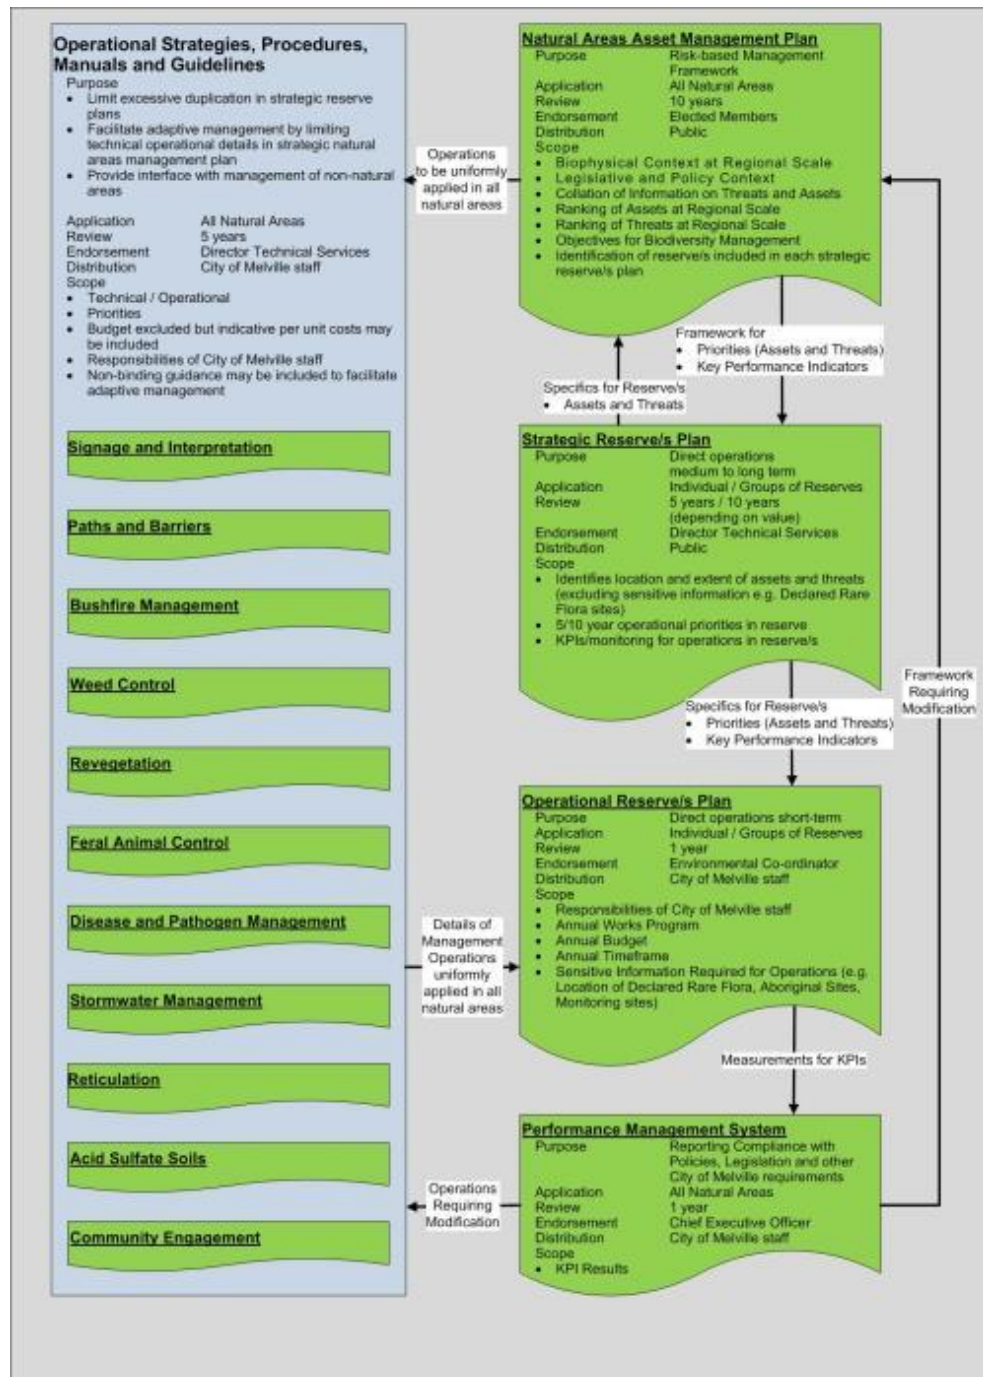 Operational Strategies, Procedures,
Manuals and Guidelines
Purpose
• Limit excessive duplication in strategic reserve
plans
• Facilitate adaptive management by limiting
technical operational details in strategic natural
areas management plan
• Provide interface with management of non-natural
areas
Application All Natural Areas
Review 5 years
Endorsement Director Technical Services
Distribution City of Melville staff
Scope
• Technical / Operational
• Priorities
• Budget excluded but indicative per unit costs may
be included
• Responsibilities of City of Melville staff
• Non-binding guidance may be included to facilitate
adaptive management
Signage and Interpretation
Paths and Barriers
Bushfire Management
Weed Control
Revegetation
Feral Animal Control
Disease and Pathogen Management
Stormwater Management
Reticulation
Acid Sulfate Soils
Community Engagement
Operations
to be uniformly
applied in all
natural areas
Details of
Management
Operations
uniformly
applied in all
natural areas
Operations
Requiring
Modification
Natural Areas Asset Management Plan
Purpose Risk-based Management
Framework
Application All Natural Areas
Review 10 years
Endorsement Elected Members
Distribution Public
Scope
• Biophysical Context at Regional Scale
• Legislative and Policy Context
• Collation of Information on Threats and Assets
• Ranking of Assets at Regional Scale
• Ranking of Threats at Regional Scale
• Objectives for Biodiversity Management
• Identification of reserve/s included in each strategic
reserve/s plan
Framework for
• Priorities (Assets and Threats)
• Key Performance Indicators
Specifics for Reserve/s
• Assets and Threats
Strategic Reserve/s Plan
Purpose Direct operations
medium to long term
Application Individual / Groups of Reserves
Review 5 years / 10 years
(depending on value)
Endorsement Director Technical Services
Distribution Public
Scope
• Identifies location and extent of assets and threats
(excluding sensitive information e.g. Declared Rare
Flora sites)
• 5/10 year operational priorities in reserve
• KPIs/monitoring for operations in reserve/s
Specifics for Reserve/s
• Priorities (Assets and Threats)
• Key Performance Indicators
Operational Reserve/s Plan
Purpose Direct operations short-term
Application Individual / Groups of Reserves
Review 1 year
Endorsement Environmental Co-ordinator
Distribution City of Melville staff
Scope
• Responsibilities of City of Melville staff
• Annual Works Program
• Annual Budget
• Annual Timeframe
• Sensitive Information Required for Operations (e.g.
Location of Declared Rare Flora, Aboriginal Sites,
Monitoring sites)
Measurements for KPIs
Performance Management System
Purpose Reporting Compliance with
Policies, Legislation and other
City of Melville requirements
Application All Natural Areas
Review 1 year
Endorsement Chief Executive Officer
Distribution City of Melville staff
Scope
• KPI Results
Framework
Requiring
Modification